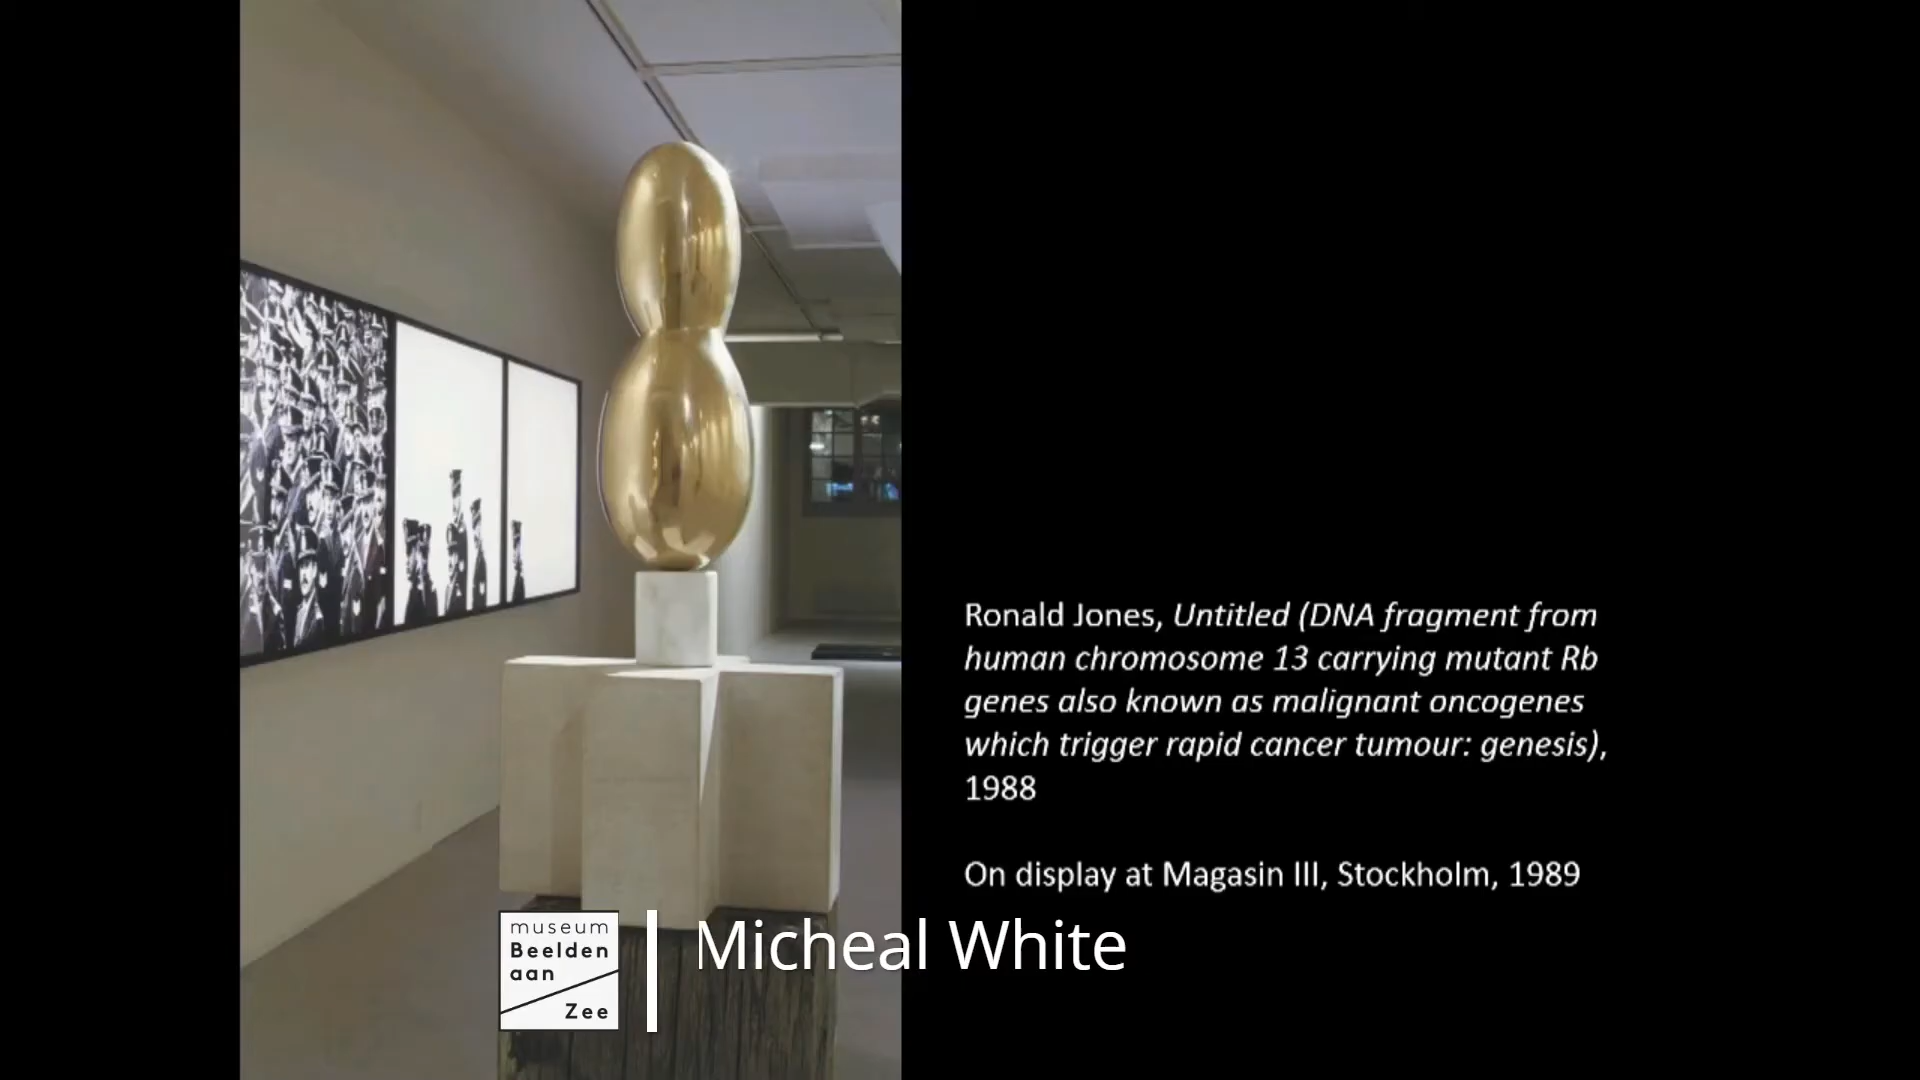 Ronald Jones, Untitled (DNA fragment from
human chromosome 13 carrying mutant Rb
genes also known as malignant oncogenes
which trigger rapid cancer tumour: genesis),
1988
On display at Magasin III, Stockholm, 1989
museum
Beelden
aan
Zee
Micheal White